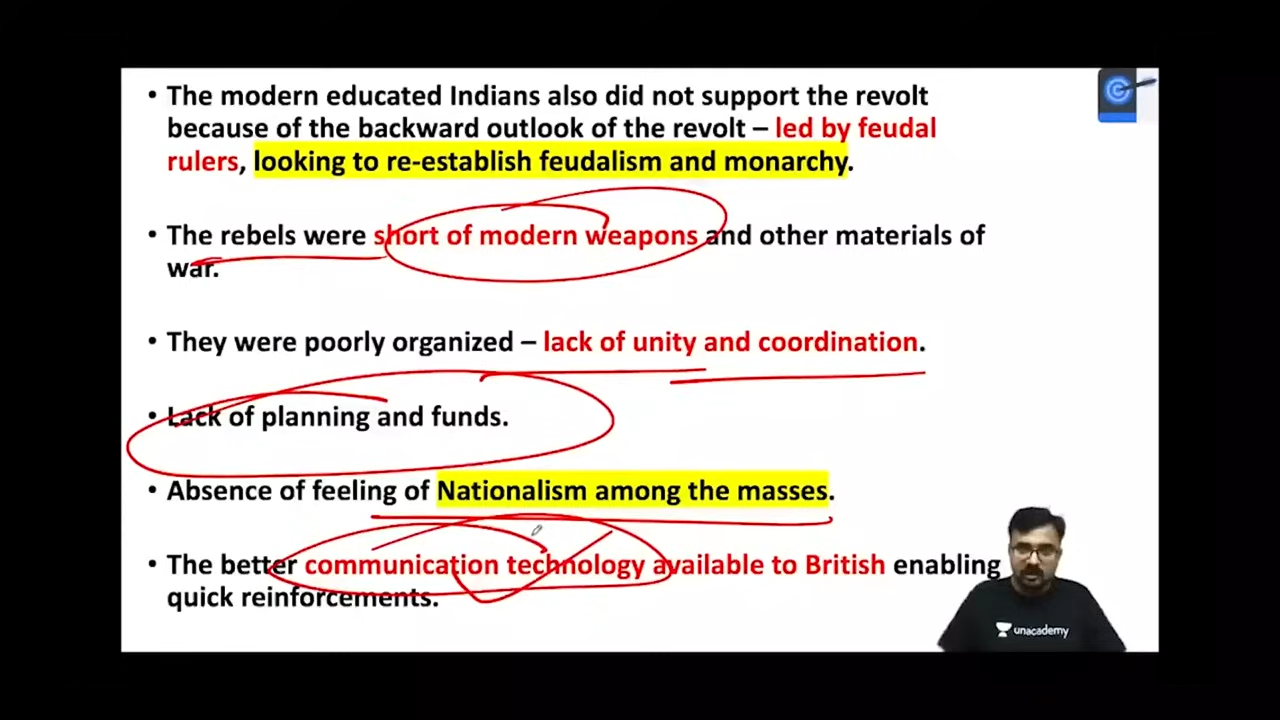 • The modern educated Indians also did not support the revolt
because of the backward outlook of the revolt – led by feudal
rulers, looking to re-establish feudalism and monarchy.
• The rebels were short of modern weapons and other materials of
war.
• They were poorly organized – lack of unity and coordination.
• Lack of planning and funds.
• Absence of feeling of Nationalism among the masses.
• The better communication technology available to British enabling
quick reinforcements.
unacademy